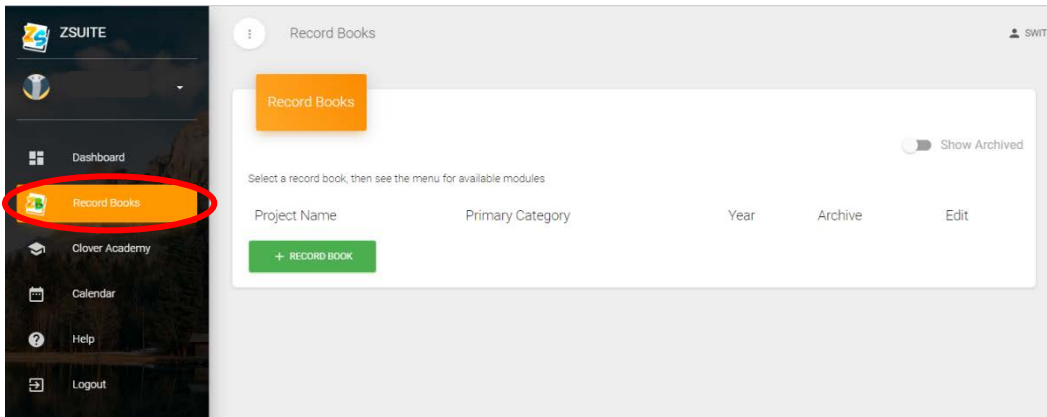 ZSUITE
Dashboard
Record Books
Clover Academy
Calendar
Help
Logout
Record Books
SWIT
Record Books
Show Archived
Select a record book, then see the menu for available modules
Project Name Primary Category Year Archive Edit
+ RECORD BOOK